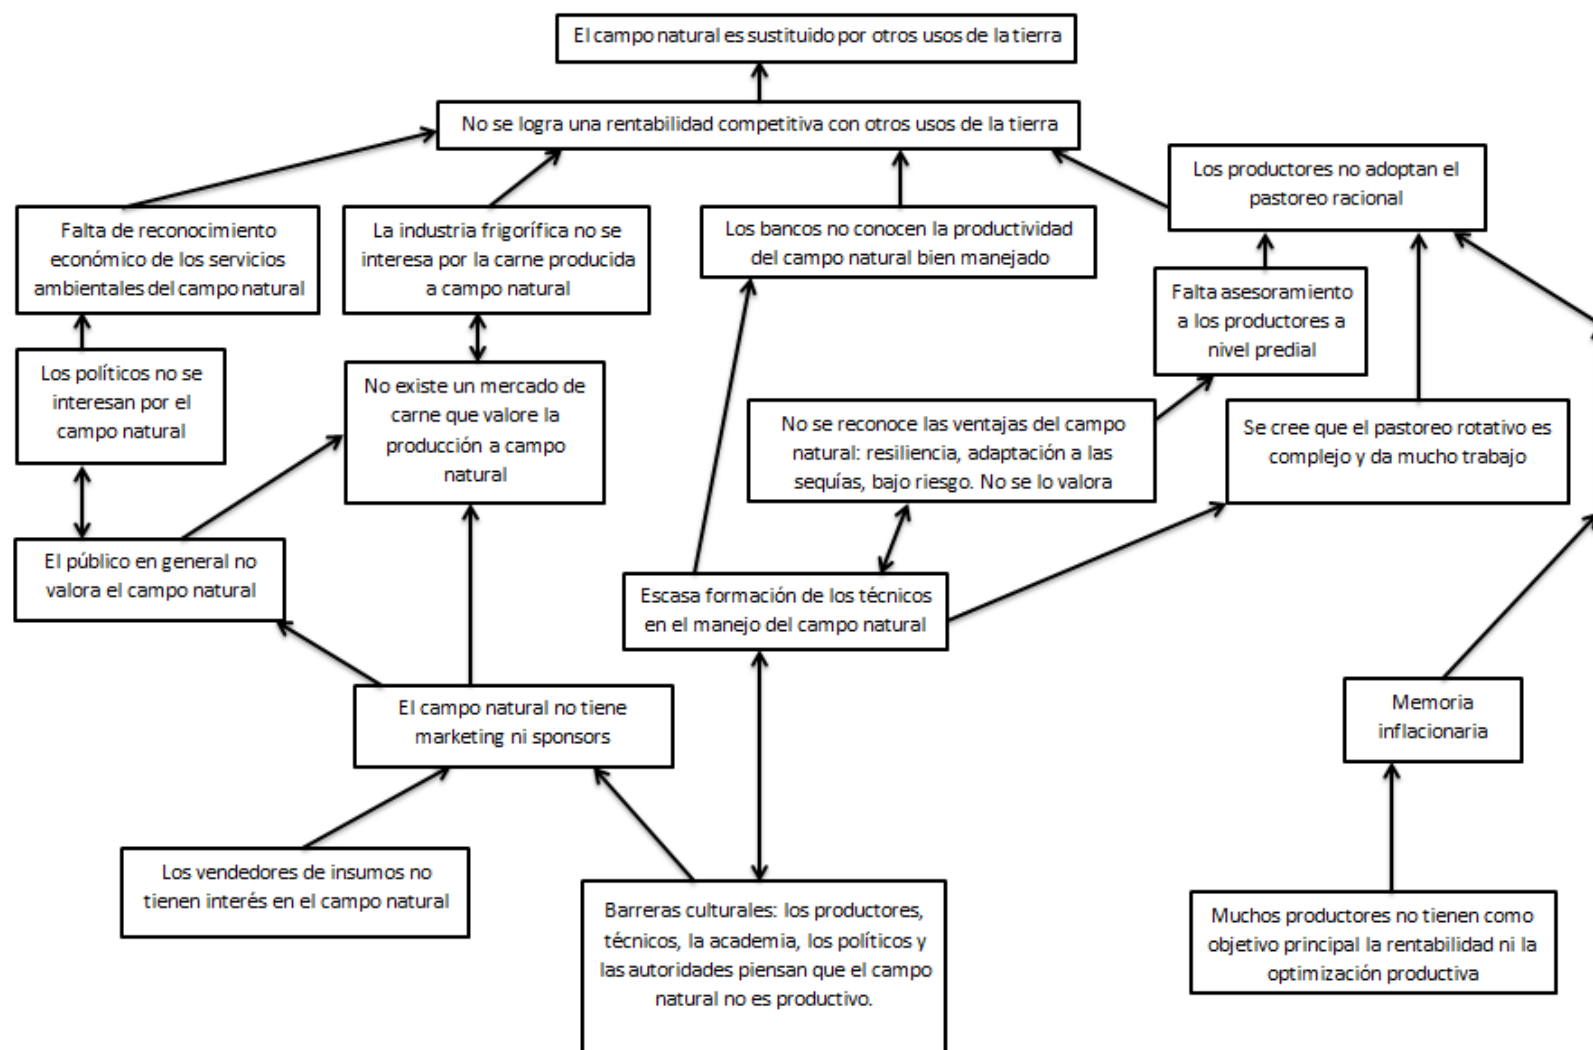 El campo natural es sustituido por otros usos de la tierra
No se logra una rentabilidad competitiva con otros usos de la tierra
Los productores no adoptan el
pastoreo racional
Falta de reconocimiento
económico de los servicios
ambientales del campo natural
La industria frigorífica no se
interesa por la carne producida
a campo natural
Los bancos no conocen la productividad
del campo natural bien manejado
Falta asesoramiento
a los productores a
nivel predial
Los políticos no se
interesan por el
campo natural
No existe un mercado de
carne que valore la
producción a campo
natural
No se reconoce las ventajas del campo
natural: resiliencia, adaptación a las
sequías, bajo riesgo. No se lo valora
Se cree que el pastoreo rotativo es
complejo y da mucho trabajo
El público en general no
valora el campo natural
Escasa formación de los técnicos
en el manejo del campo natural
El campo natural no tiene
marketing ni sponsors
Memoria
inflacionaria
Los vendedores de insumos no
tienen interés en el campo natural
Barreras culturales: los productores,
técnicos, la academia, los políticos y
las autoridades piensan que el campo
natural no es productivo.
Muchos productores no tienen como
objetivo principal la rentabilidad ni la
optimización productiva